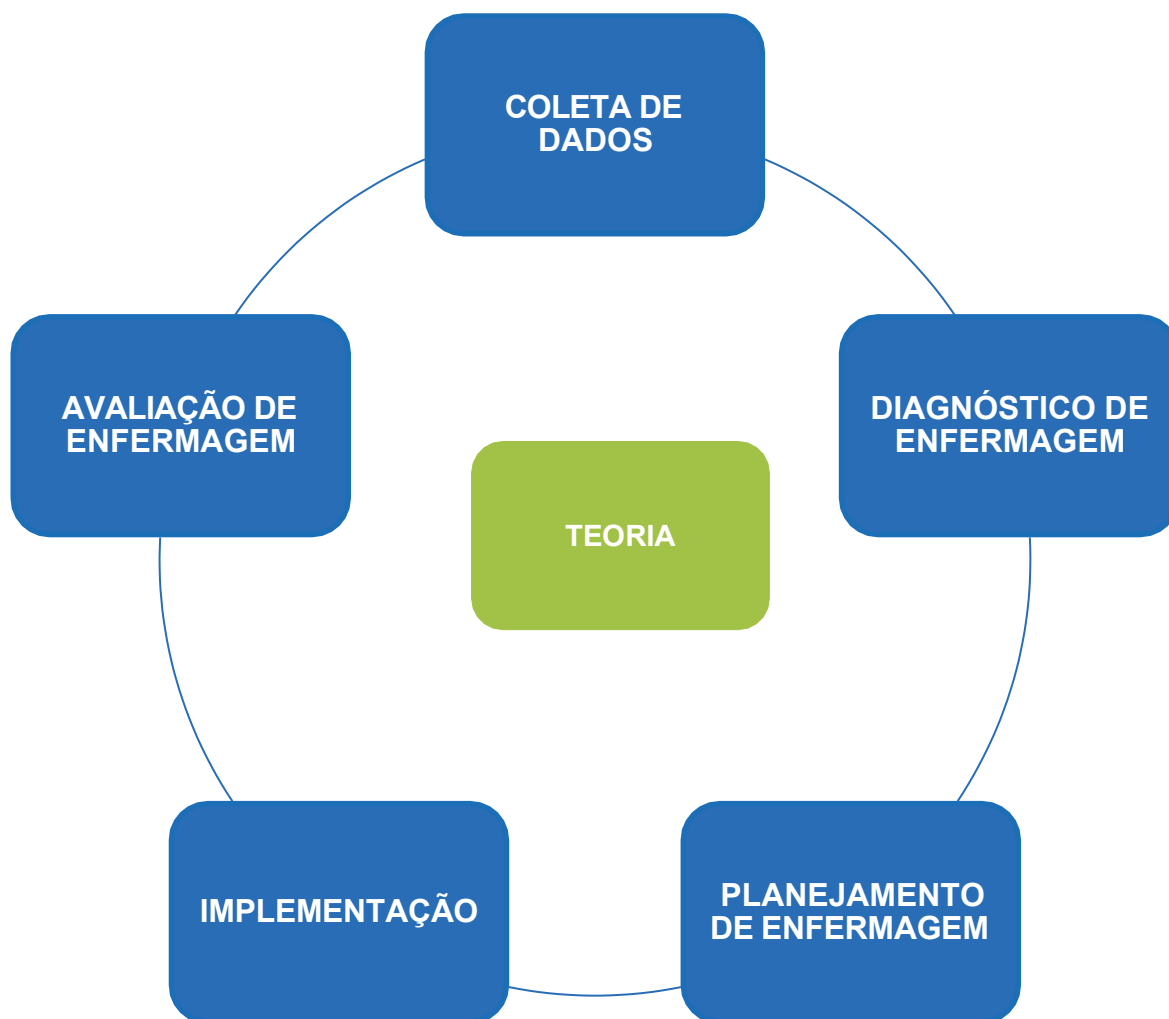 COLETA DE
DADOS
DIAGNÓSTICO DE
ENFERMAGEM
PLANEJAMENTO
DE ENFERMAGEM
IMPLEMENTAÇÃO
AVALIAÇÃO DE
ENFERMAGEM
TEORIA